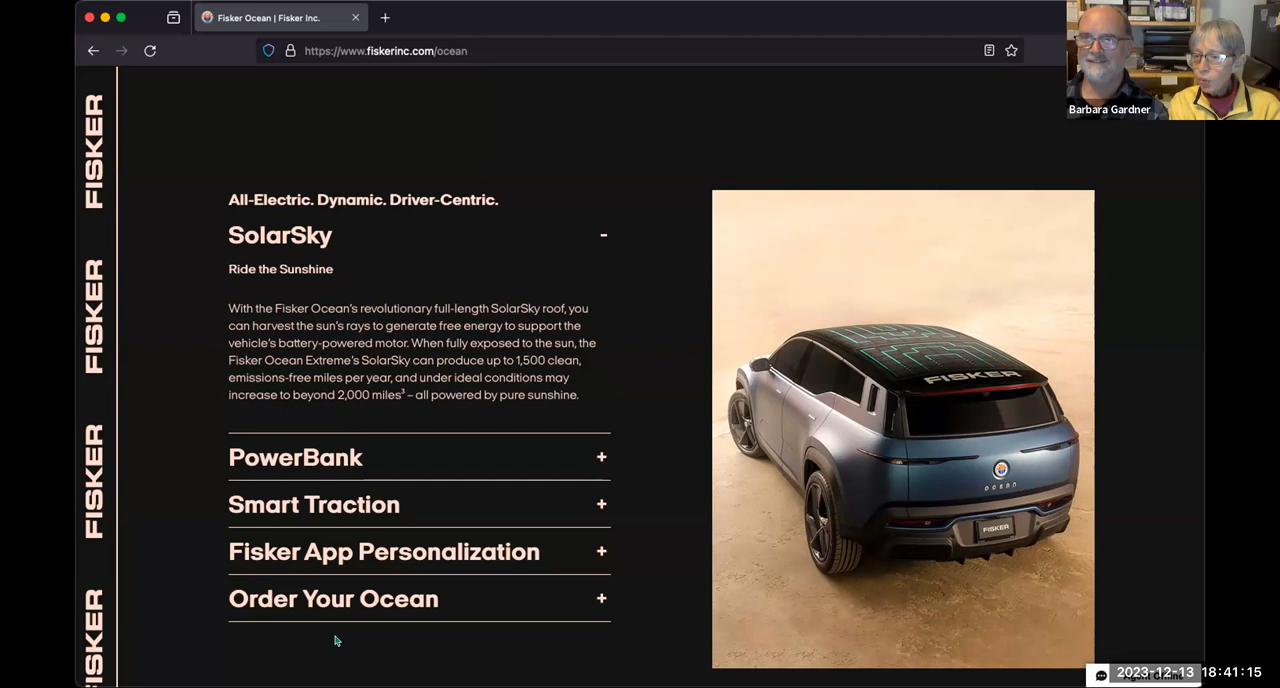 Fisker Ocean | Fisker Inc.
https://www.fiskerinc.com/ocean
Barbara Gardner
FISKER
FISKER
FISKER
FISKER
All-Electric. Dynamic. Driver-Centric.
SolarSky -
Ride the Sunshine
With the Fisker Ocean's revolutionary full-length SolarSky roof, you
can harvest the sun's rays to generate free energy to support the
vehicle's battery-powered motor. When fully exposed to the sun, the
Fisker Ocean Extreme's SolarSky can produce up to 1,500 clean,
emissions-free miles per year, and under ideal conditions may
increase to beyond 2,000 miles³ – all powered by pure sunshine.
PowerBank +
Smart Traction +
Fisker App Personalization +
Order Your Ocean +
FISKER
OCEAN
FISKER
2023-12-13 18:41:15